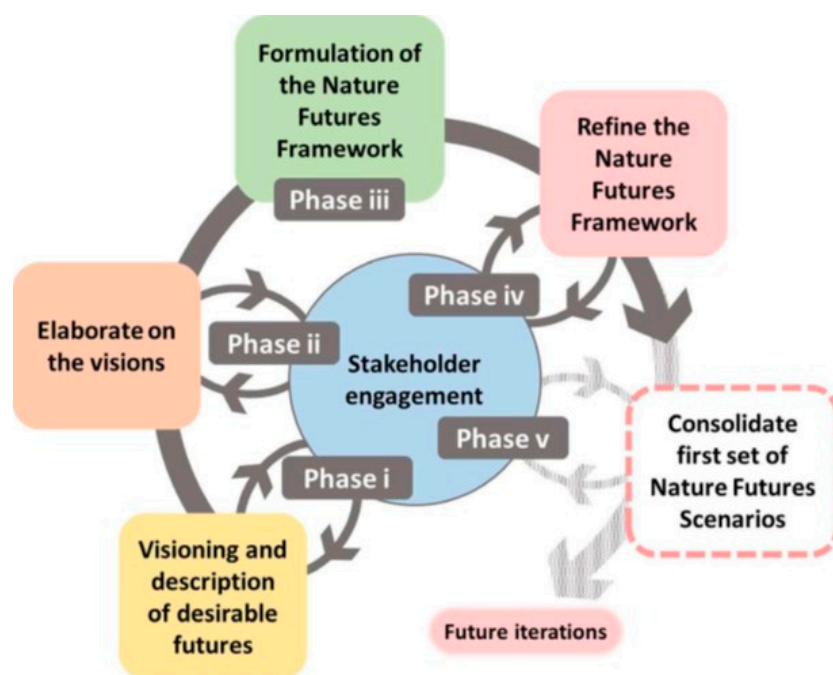 Formulation of
the Nature
Futures
Framework
Phase iii
Refine the
Nature
Futures
Framework
Phase iv
Elaborate on
the visions
Phase ii
Stakeholder
engagement
Phase v
Consolidate
first set of
Nature Futures
Scenarios
Phase i
Visioning and
description
of desirable
futures
Future iterations